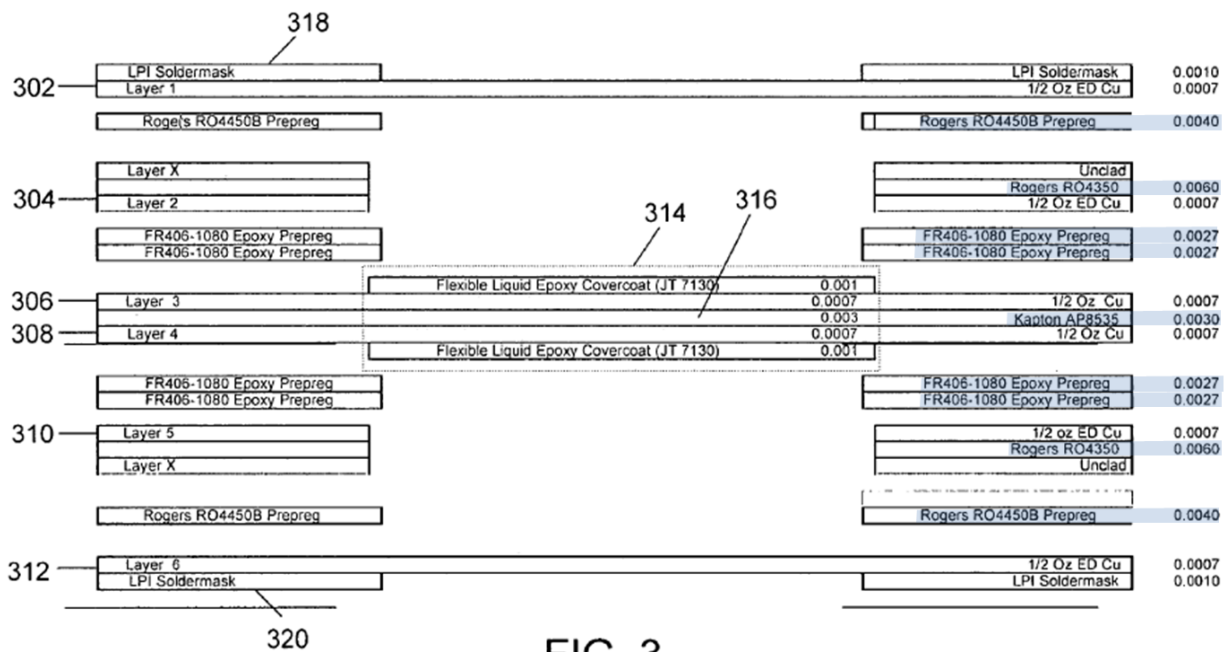 318
LPI Soldermask LPI Soldermask 0.0010
302 Layer 1 1/2 Oz ED Cu 0.0007
Roge(s RO4450B Prepreg Rogers RO4450B Prepreg 0.0040
Layer X Unclad
304 Rogers RO4350 0.0060
Layer 2 1/2 Oz ED Cu 0.0007
314 316
FR406-1080 Epoxy Prepreg FR406-1080 Epoxy Prepreg 0.0027
FR406-1080 Epoxy Prepreg FR406-1080 Epoxy Prepreg 0.0027
Flexible Liquid Epoxy Covercoat (JT 7130) 0.001
306 Layer 3 0.0007 1/2 Oz Cu 0.0007
0.003 Kapton AP8535 0.0030
308 Layer 4 0.0007 1/2 Oz Cu 0.0007
Flexible Liquid Epoxy Covercoat (JT 7130) 0.001
FR406-1080 Epoxy Prepreg FR406-1080 Epoxy Prepreg 0.0027
FR406-1080 Epoxy Prepreg FR406-1080 Epoxy Prepreg 0.0027
310 Layer 5 1/2 oz ED Cu 0.0007
Rogers RO4350 0.0060
Layer X Unclad
Rogers RO4450B Prepreg Rogers RO4450B Prepreg 0.0040
312 Layer 6 1/2 Oz ED Cu 0.0007
LPI Soldermask LPI Soldermask 0.0010
320
FIG. 3